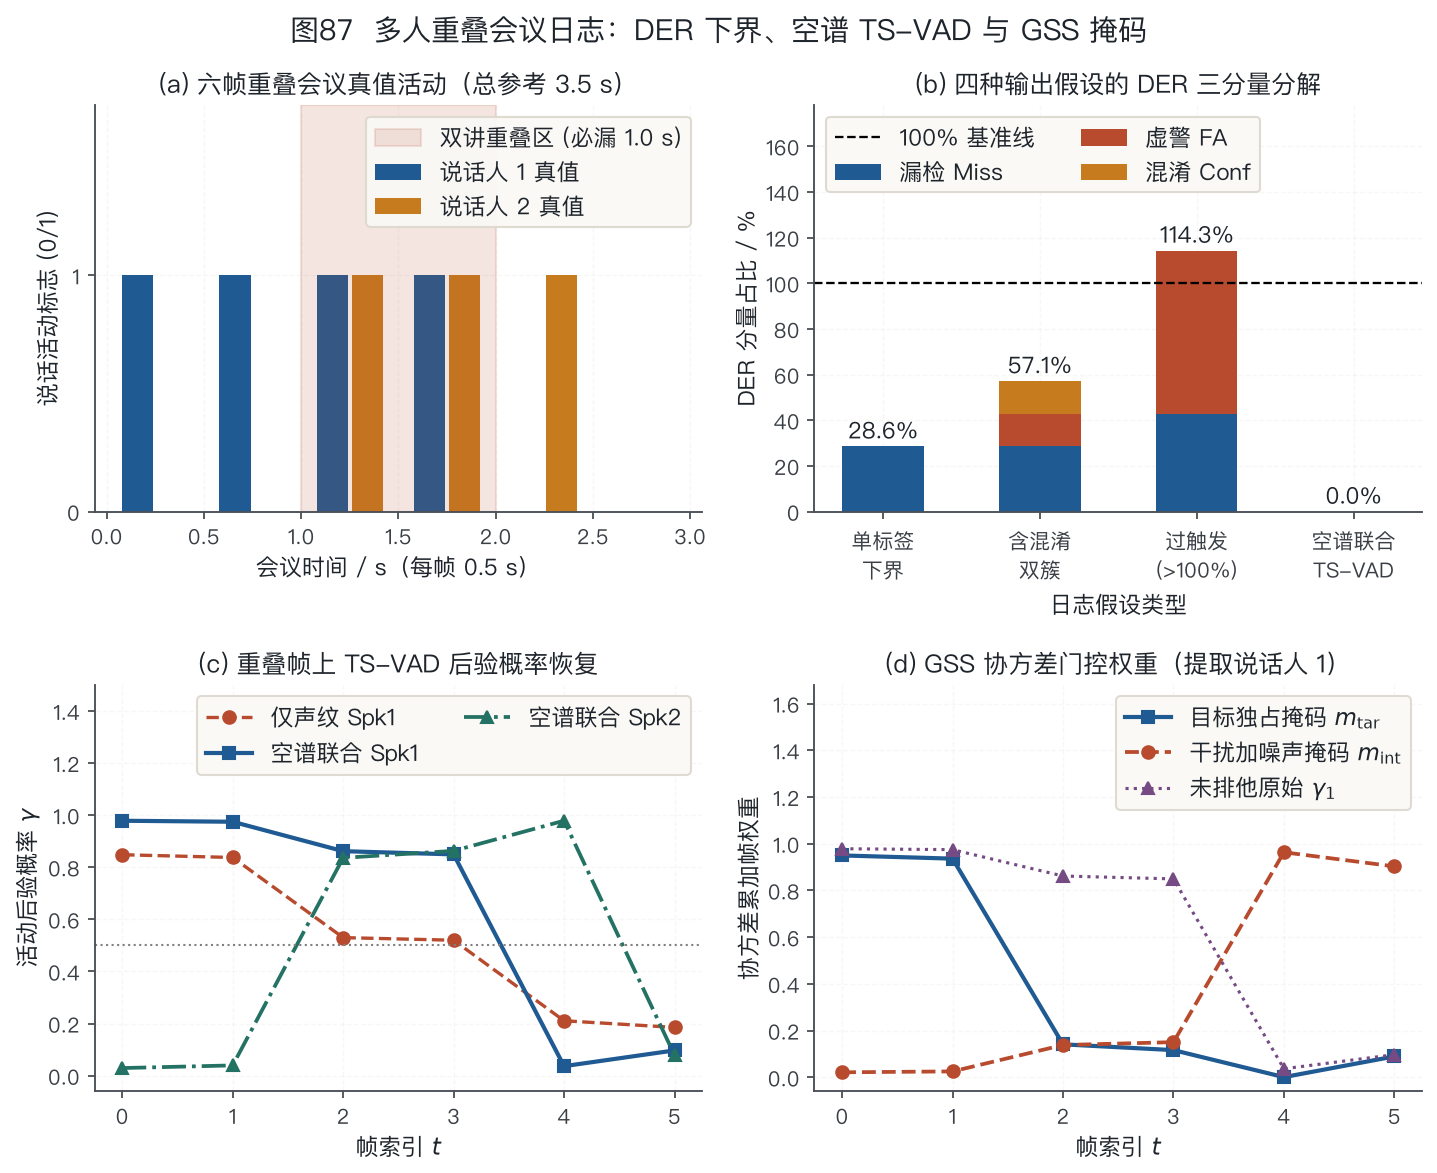 图87 多人重叠会议日志：DER 下界、空谱 TS–VAD 与 GSS 掩码
(a) 六帧重叠会议真值活动（总参考 3.5 s）
双讲重叠区 (必漏 1.0 s)
说话人 1 真值
说话人 2 真值
说话活动标志 (0/1)
1
0
0.0 0.5 1.0 1.5 2.0 2.5 3.0
会议时间 / s（每帧 0.5 s）
(b) 四种输出假设的 DER 三分量分解
100% 基准线
漏检 Miss
虚警 FA
混淆 Conf
DER 分量占比 / %
160
140
120
100
80
60
40
20
0
28.6%
57.1%
114.3%
0.0%
单标签
下界
含混淆
双簇
过触发
(>100%)
空谱联合
TS–VAD
日志假设类型
(c) 重叠帧上 TS–VAD 后验概率恢复
仅声纹 Spk1
空谱联合 Spk1
空谱联合 Spk2
活动后验概率 γ
1.4
1.2
1.0
0.8
0.6
0.4
0.2
0.0
0 1 2 3 4 5
帧索引 t
(d) GSS 协方差门控权重（提取说话人 1）
目标独占掩码 m_tar
干扰加噪声掩码 m_int
未排他原始 γ₁
协方差累加帧权重
1.6
1.4
1.2
1.0
0.8
0.6
0.4
0.2
0.0
0 1 2 3 4 5
帧索引 t